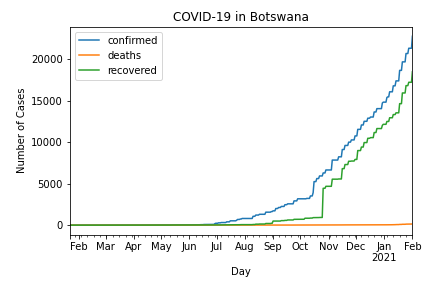 COVID-19 in Botswana
confirmed
deaths
recovered
Number of Cases
20000
15000
10000
5000
0
Feb Mar Apr May Jun Jul Aug Sep Oct Nov Dec Jan Feb
2021
Day